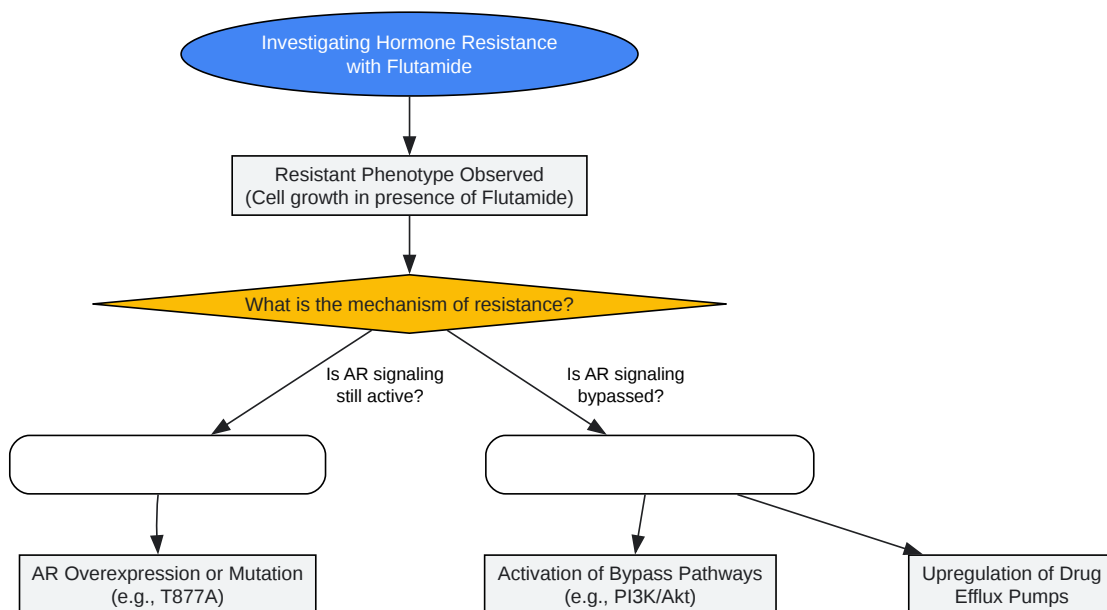 Investigating Hormone Resistance
with Flutamide
Resistant Phenotype Observed
(Cell growth in presence of Flutamide)
What is the mechanism of resistance?
Is AR signaling
still active?
Is AR signaling
bypassed?
AR Overexpression or Mutation
(e.g., T877A)
Activation of Bypass Pathways
(e.g., PI3K/Akt)
Upregulation of Drug
Efflux Pumps